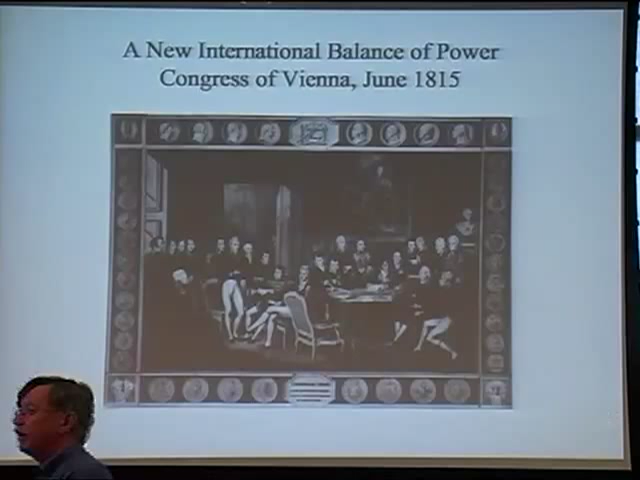 A New International Balance of Power
Congress of Vienna, June 1815